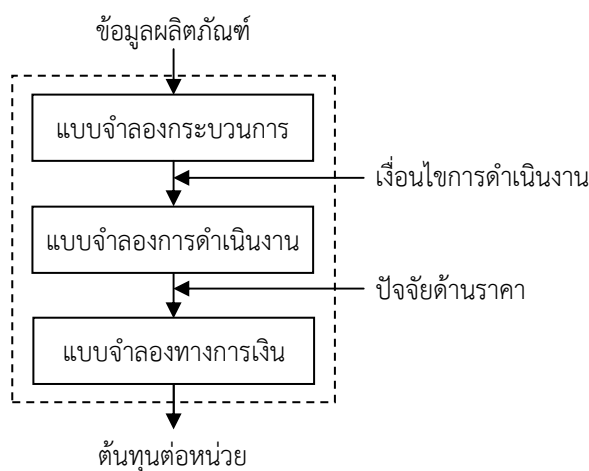 ข้อมูลผลิตภัณฑ์
แบบจำลองกระบวนการ
เงื่อนไขการดำเนินงาน
แบบจำลองการดำเนินงาน
ปัจจัยด้านราคา
แบบจำลองทางการเงิน
ต้นทุนต่อหน่วย